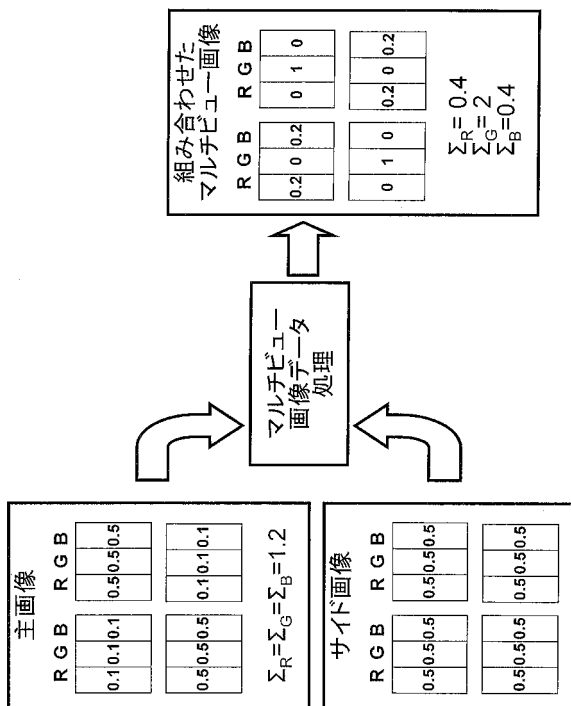 主画像
R G B R G B
0.1 0.1 0.1 0.5 0.5 0.5
0.5 0.5 0.5 0.1 0.1 0.1
Σ_R=Σ_G=Σ_B=1.2
サイド画像
R G B R G B
0.5 0.5 0.5 0.5 0.5 0.5
0.5 0.5 0.5 0.5 0.5 0.5
マルチビュー
画像データ
処理
組み合わせた
マルチビュー画像
R G B R G B
0.2 0 0.2 0 1 0
0 1 0 0.2 0 0.2
Σ_R= 0.4
Σ_G= 2
Σ_B=0.4